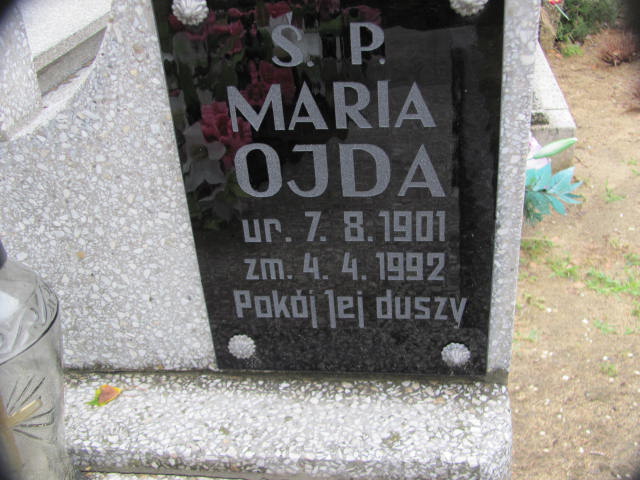 Ś. P.
MARIA
OJDA
ur. 7. 8. 1901
zm. 4. 4. 1992
Pokój Jej duszy